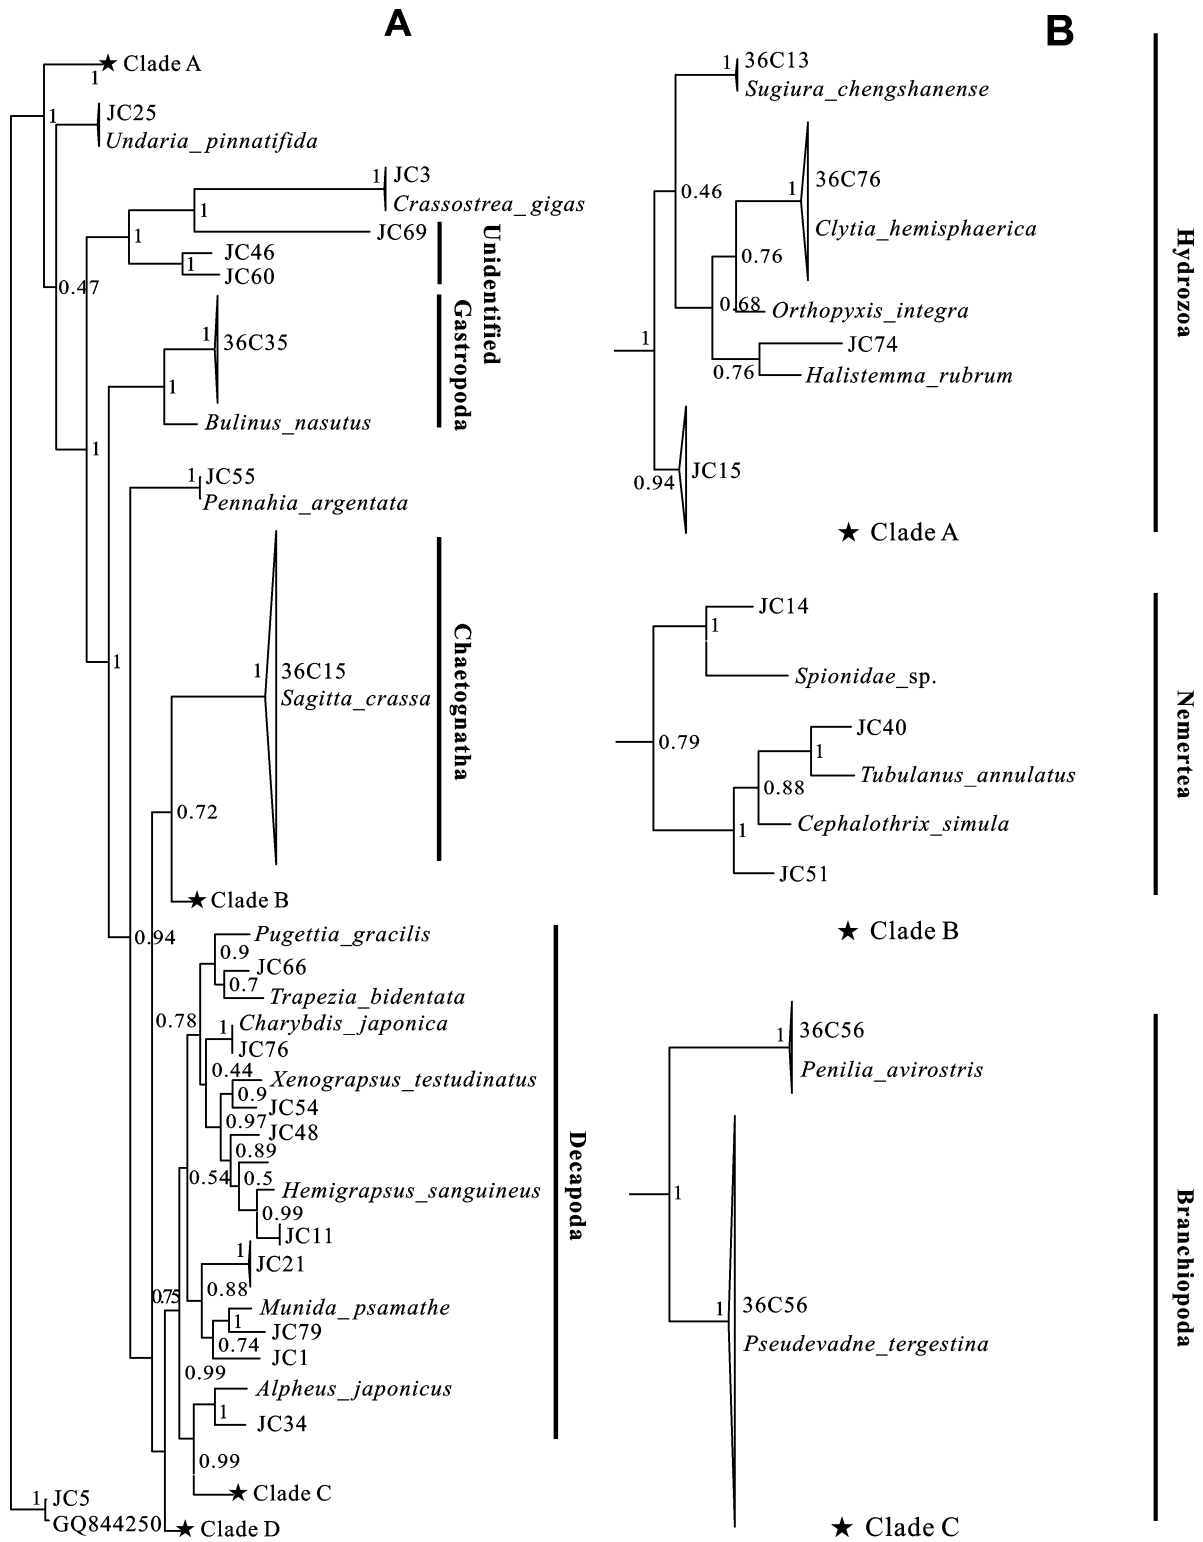 A
★ Clade A
1
1
JC25
Undaria_pinnatifida
1
JC3
Crassostrea_gigas
1
JC69
1
JC46
1
JC60
0.47
Unidentified
1
36C35
1
Bulinus_nasutus
Gastropoda
1
1
JC55
Pennahia_argentata
1
36C15
Sagitta_crassa
Chaetognatha
1
0.72
★ Clade B
0.94
Pugettia_gracilis
0.9
JC66
0.7
Trapezia_bidentata
0.78
1
Charybdis_japonica
JC76
0.44
Xenograpsus_testudinatus
0.9
JC54
0.97
JC48
0.89
0.54
0.5
Hemigrapsus_sanguineus
0.99
JC11
1
JC21
0.88
0.75
Munida_psamathe
1
JC79
0.74
JC1
0.99
Alpheus_japonicus
1
JC34
0.99
Decapoda
★ Clade C
1
JC5
GQ844250
★ Clade D
B
1
36C13
Sugiura_chengshanense
0.46
1
36C76
Clytia_hemisphaerica
0.76
0.68
Orthopyxis_integra
1
JC74
0.76
Halistemma_rubrum
JC15
0.94
Hydrozoa
★ Clade A
JC14
1
Spionidae_sp.
0.79
JC40
1
Tubulanus_annulatus
0.88
Cephalothrix_simula
1
JC51
Nemertea
★ Clade B
1
36C56
Penilia_avirostris
1
1
36C56
Pseudevadne_tergestina
Branchiopoda
★ Clade C